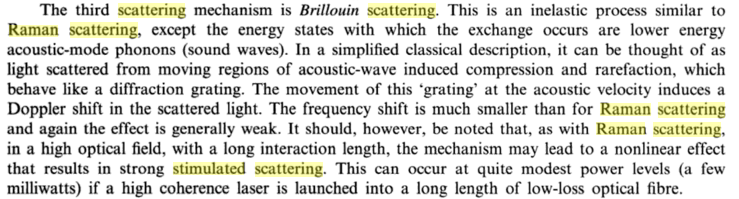 The third scattering mechanism is Brillouin scattering. This is an inelastic process similar to
Raman scattering, except the energy states with which the exchange occurs are lower energy
acoustic-mode phonons (sound waves). In a simplified classical description, it can be thought of as
light scattered from moving regions of acoustic-wave induced compression and rarefaction, which
behave like a diffraction grating. The movement of this 'grating' at the acoustic velocity induces a
Doppler shift in the scattered light. The frequency shift is much smaller than for Raman scattering
and again the effect is generally weak. It should, however, be noted that, as with Raman scattering,
in a high optical field, with a long interaction length, the mechanism may lead to a nonlinear effect
that results in strong stimulated scattering. This can occur at quite modest power levels (a few
milliwatts) if a high coherence laser is launched into a long length of low-loss optical fibre.